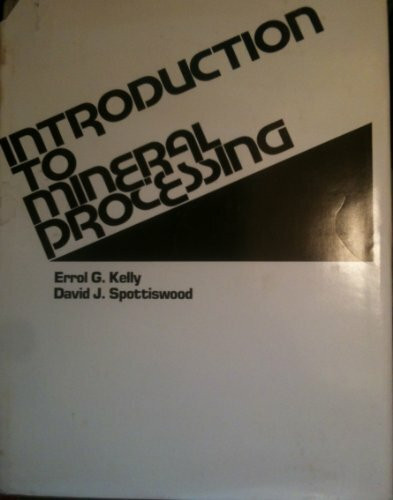 INTRODUCTION
TO
MINERAL
PROCESSING
Errol G. Kelly
David J. Spottiswood